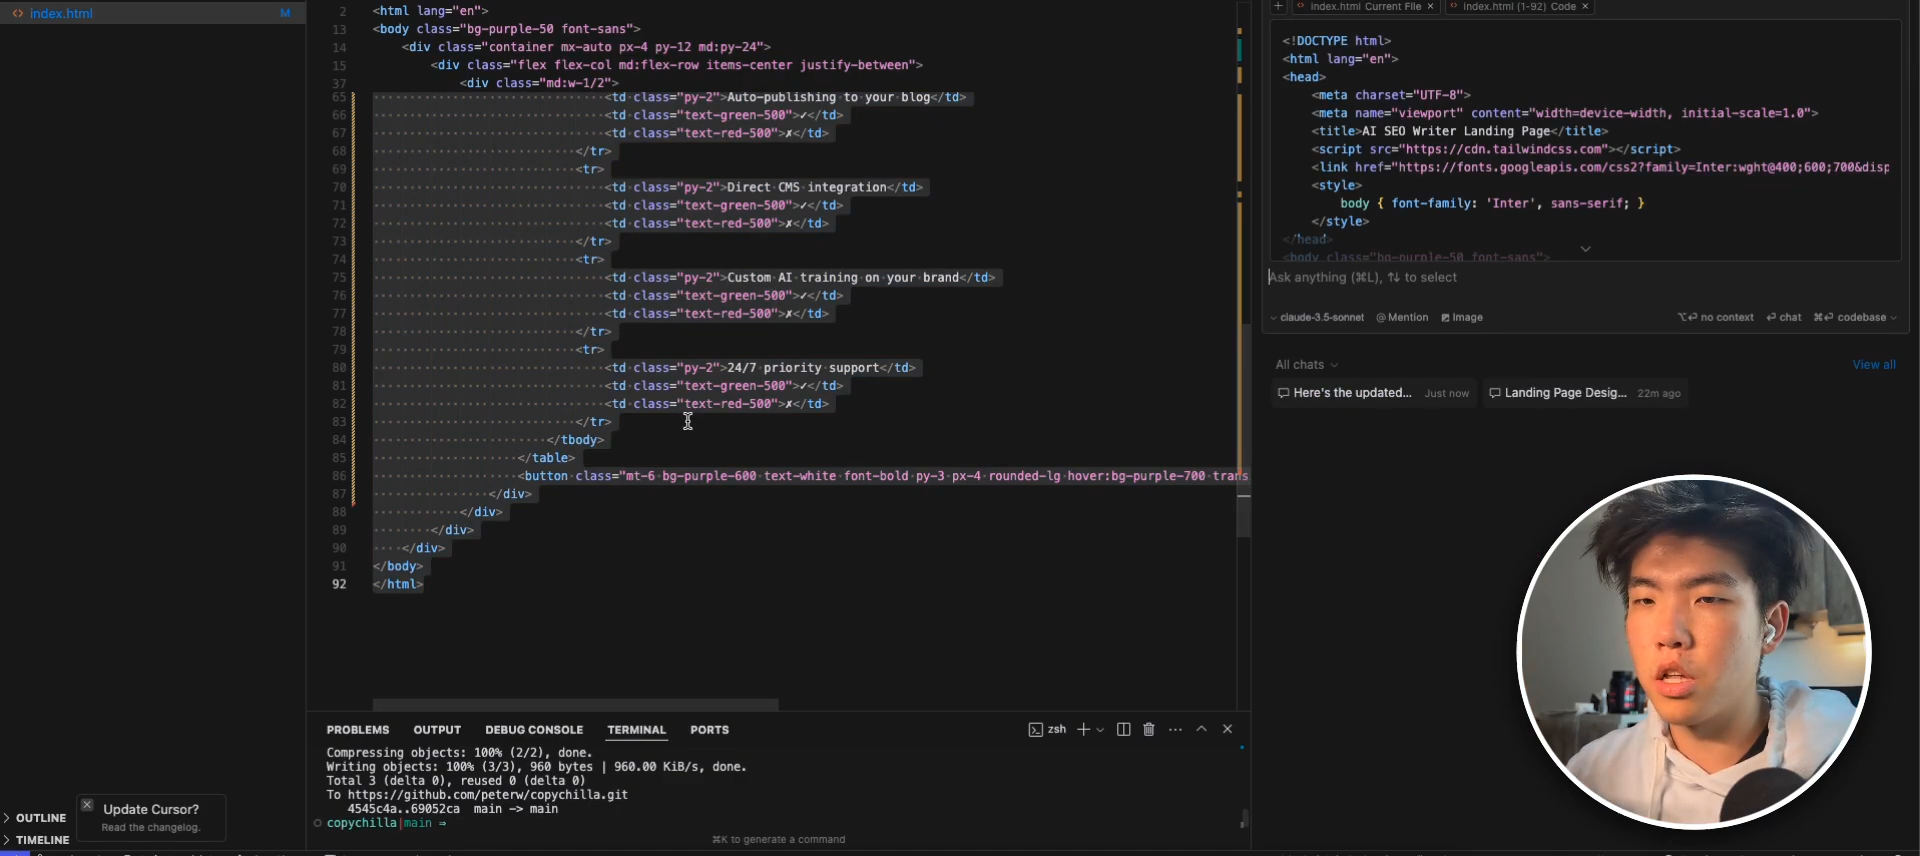 index.html M
2 <html lang="en">
13 <body class="bg-purple-50 font-sans">
14 <div class="container mx-auto px-4 py-12 md:py-24">
15 <div class="flex flex-col md:flex-row items-center justify-between">
37 <div class="md:w-1/2">
65 <td class="py-2">Auto-publishing to your blog</td>
66 <td class="text-green-500">✓</td>
67 <td class="text-red-500">✗</td>
68 </tr>
69 <tr>
70 <td class="py-2">Direct CMS integration</td>
71 <td class="text-green-500">✓</td>
72 <td class="text-red-500">✗</td>
73 </tr>
74 <tr>
75 <td class="py-2">Custom AI training on your brand</td>
76 <td class="text-green-500">✓</td>
77 <td class="text-red-500">✗</td>
78 </tr>
79 <tr>
80 <td class="py-2">24/7 priority support</td>
81 <td class="text-green-500">✓</td>
82 <td class="text-red-500">✗</td>
83 </tr>
84 </tbody>
85 </table>
86 <button class="mt-6 bg-purple-600 text-white font-bold py-3 px-4 rounded-lg hover:bg-purple-700 trans
87 </div>
88 </div>
89 </div>
90 </div>
91 </body>
92 </html>
PROBLEMS OUTPUT DEBUG CONSOLE TERMINAL PORTS zsh
Compressing objects: 100% (2/2), done.
Writing objects: 100% (3/3), 960 bytes | 960.00 KiB/s, done.
Total 3 (delta 0), reused 0 (delta 0)
To https://github.com/peterw/copychilla.git
4545c4a..69052ca main -> main
copychilla|main ⇒
⌘K to generate a command
Update Cursor?
Read the changelog.
OUTLINE
TIMELINE
index.html Current File × index.html (1-92) Code ×
<!DOCTYPE html>
<html lang="en">
<head>
<meta charset="UTF-8">
<meta name="viewport" content="width=device-width, initial-scale=1.0">
<title>AI SEO Writer Landing Page</title>
<script src="https://cdn.tailwindcss.com"></script>
<link href="https://fonts.googleapis.com/css2?family=Inter:wght@400;600;700&disp
<style>
body { font-family: 'Inter', sans-serif; }
</style>
</head>
<body class="bg-purple-50 font-sans">
Ask anything (⌘L), ⇅ to select
claude-3.5-sonnet @ Mention Image ⌥⏎ no context ⏎ chat ⌘⏎ codebase
All chats View all
Here's the updated... Just now Landing Page Desig... 22m ago